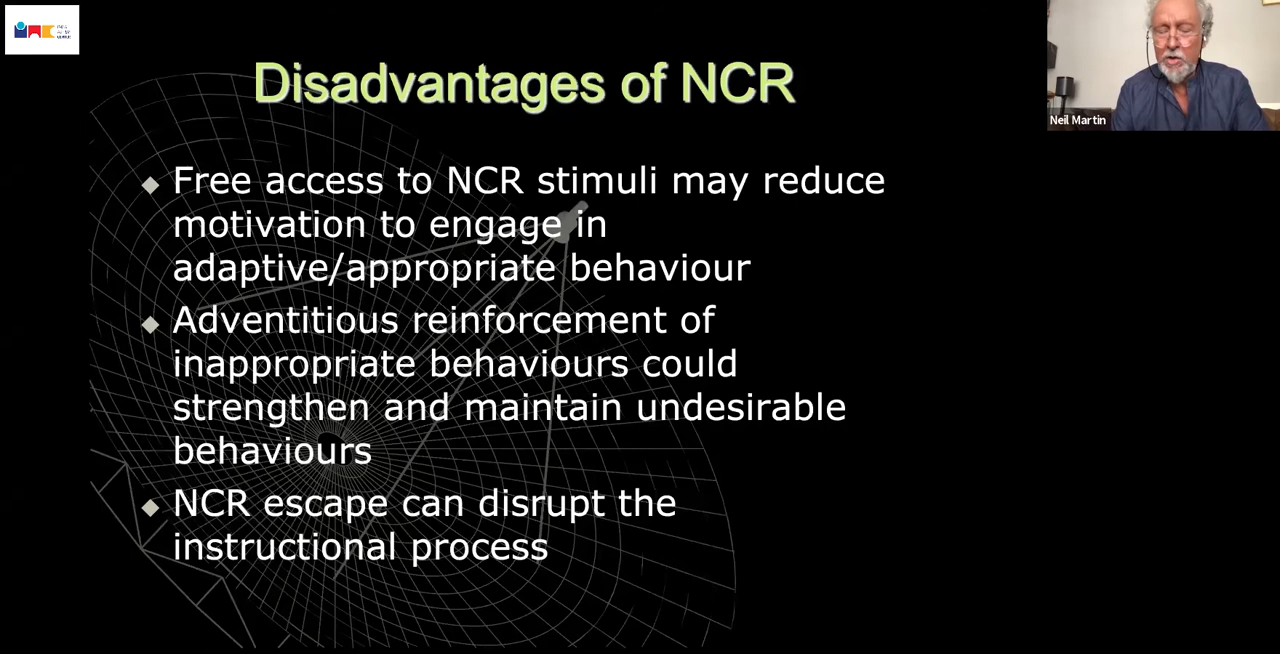 Disadvantages of NCR
Neil Martin
Free access to NCR stimuli may reduce
motivation to engage in
adaptive/appropriate behaviour
Adventitious reinforcement of
inappropriate behaviours could
strengthen and maintain undesirable
behaviours
NCR escape can disrupt the
instructional process